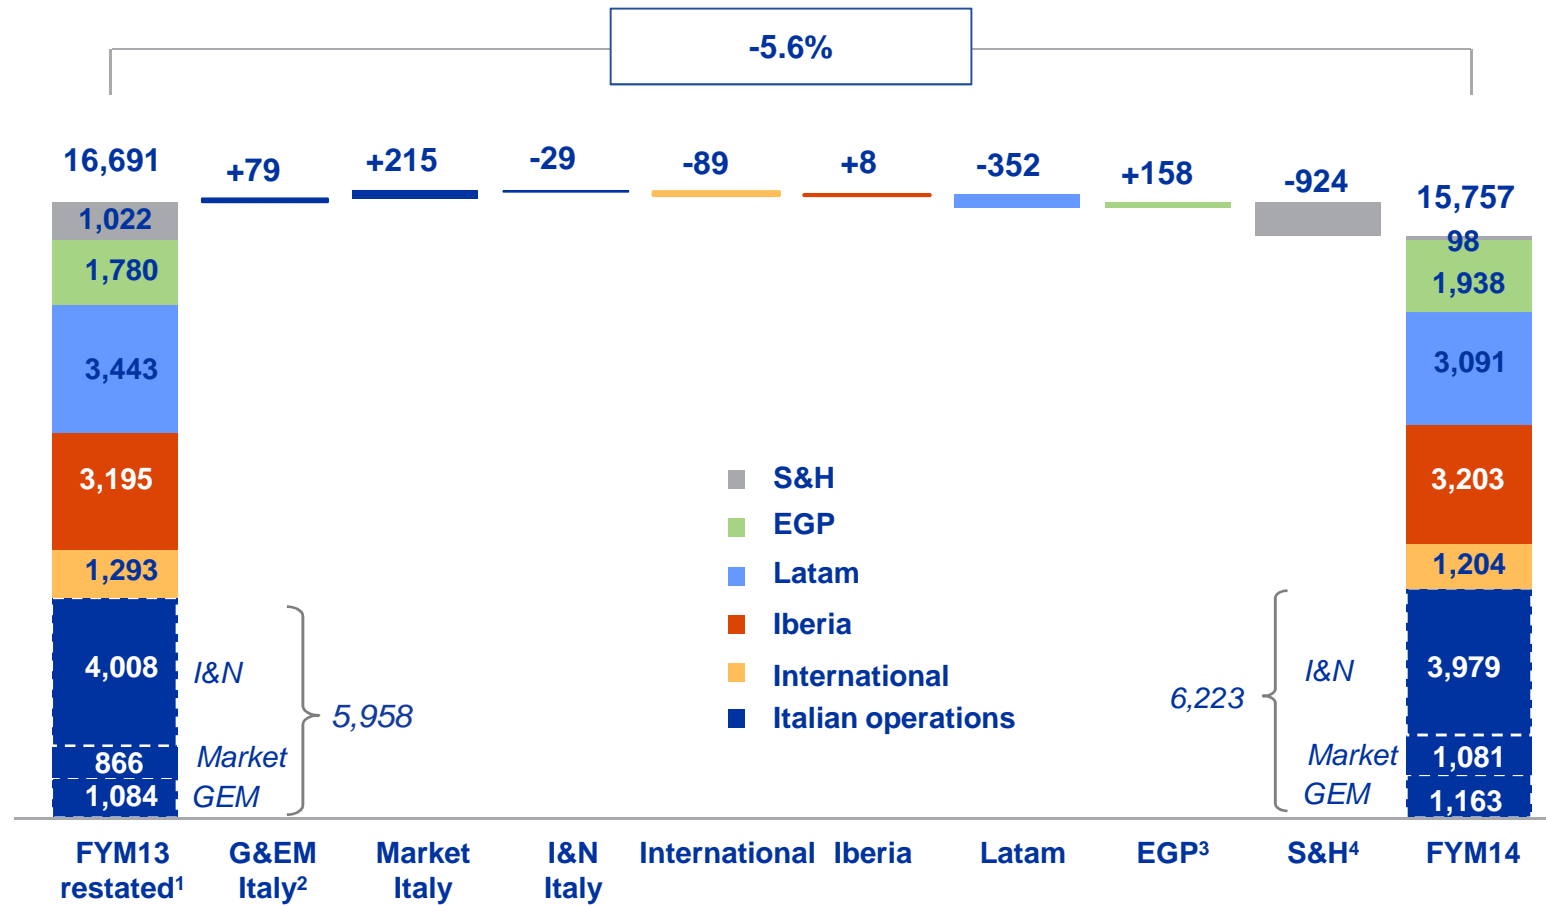 -5.6%
16,691
+79
+215
-29
-89
+8
-352
+158
-924
15,757
1,022
1,780
3,443
3,195
1,293
4,008
866
1,084
I&N
Market
GEM
5,958
S&H
EGP
Latam
Iberia
International
Italian operations
98
1,938
3,091
3,203
1,204
3,979
1,081
1,163
I&N
Market
GEM
6,223
FYM13
restated¹
G&EM
Italy²
Market
Italy
I&N
Italy
International
Iberia
Latam
EGP³
S&H⁴
FYM14